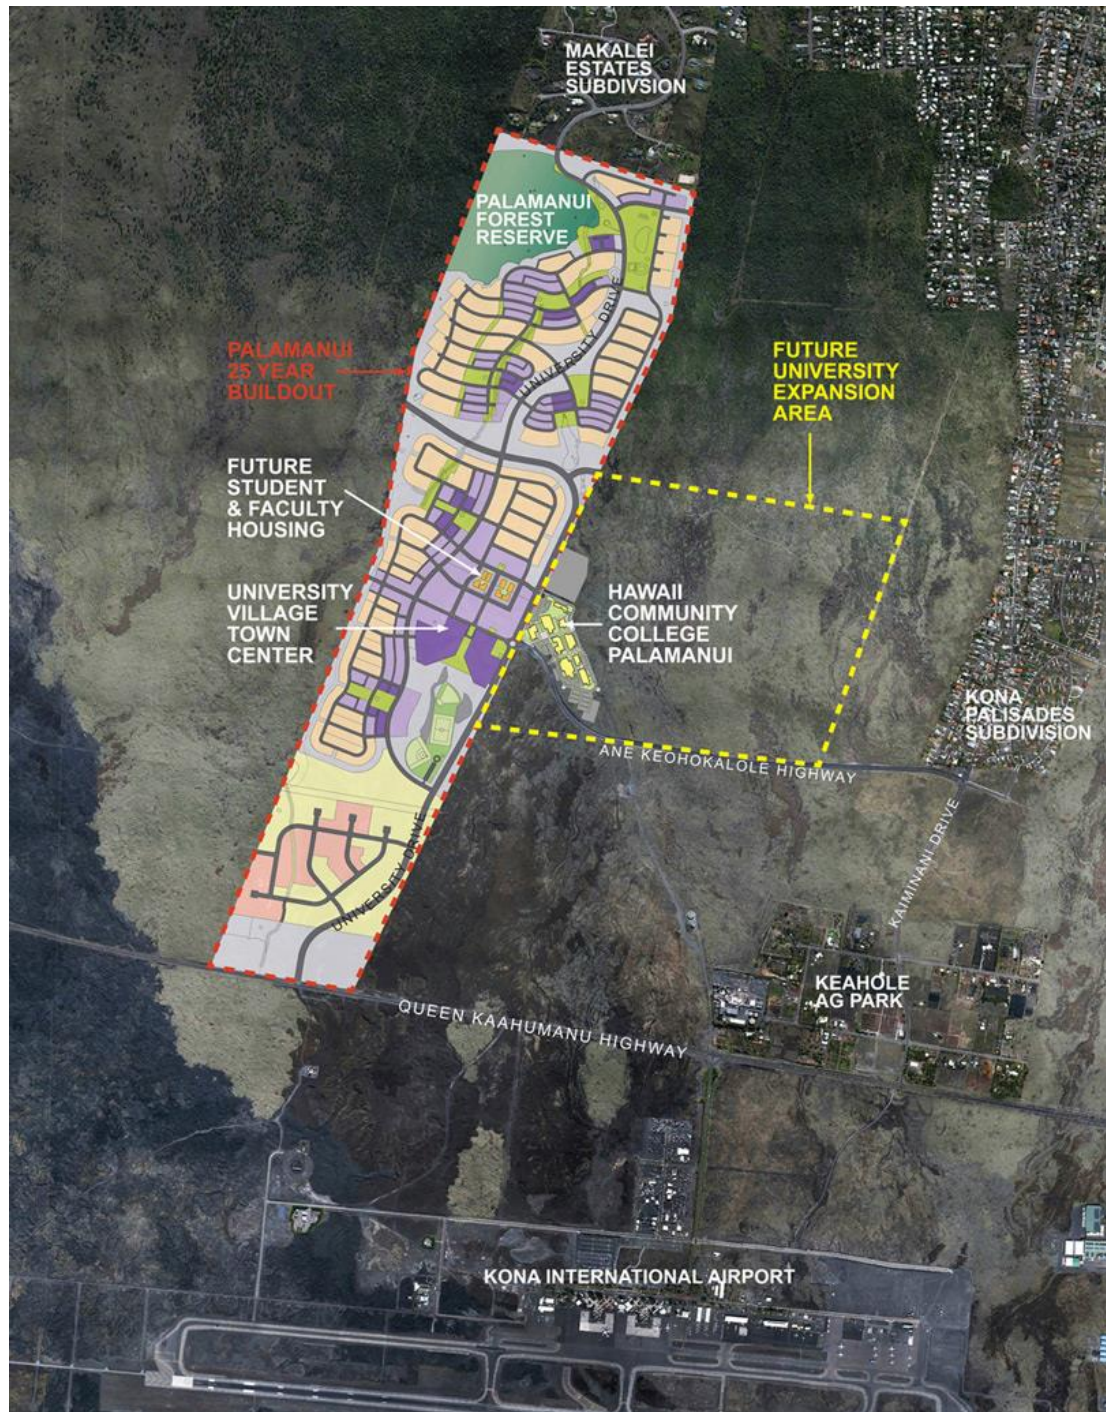 MAKALEI
ESTATES
SUBDIVSION
PALAMANUI
FOREST
RESERVE
UNIVERSITY DRIVE
PALAMANUI
25 YEAR
BUILDOUT
FUTURE
UNIVERSITY
EXPANSION
AREA
FUTURE
STUDENT
& FACULTY
HOUSING
UNIVERSITY
VILLAGE
TOWN
CENTER
HAWAII
COMMUNITY
COLLEGE
PALAMANUI
KONA
PALISADES
SUBDIVISION
ANE KEOHOKALOLE HIGHWAY
KAIMINANI DRIVE
UNIVERSITY DRIVE
KEAHOLE
AG PARK
QUEEN KAAHUMANU HIGHWAY
KONA INTERNATIONAL AIRPORT